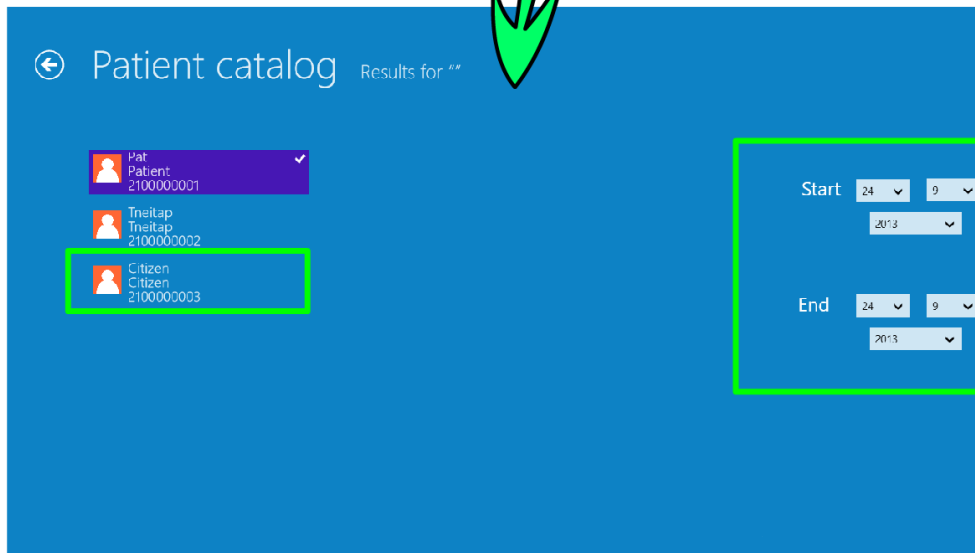 Patient catalog Results for ""
Pat
Patient
2100000001
Tneitap
Tneitap
2100000002
Citizen
Citizen
2100000003
Start 24 9
2013
End 24 9
2013